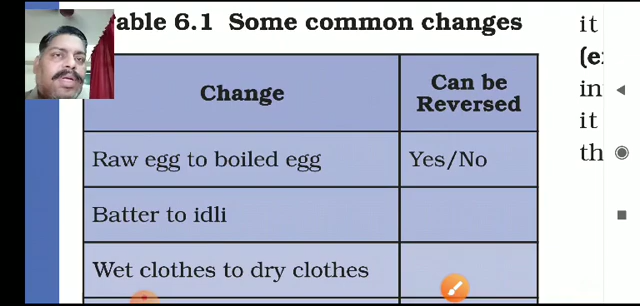 able 6.1 Some common changes
Change
Can be
Reversed
Raw egg to boiled egg
Yes/No
Batter to idli
Wet clothes to dry clothes
it
(e
in
it
th